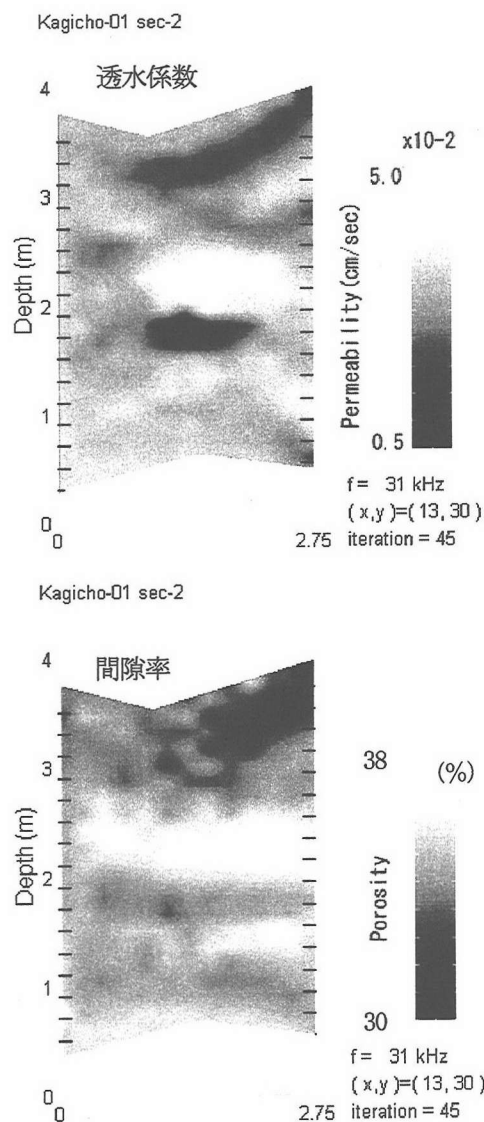 Kagicho-01 sec-2
透水係数
4
3
2
1
0
Depth (m)
0
2.75
x10-2
5.0
Permeability(cm/sec)
0.5
f = 31 kHz
(x,y)=(13,30)
iteration = 45
Kagicho-01 sec-2
間隙率
4
3
2
1
0
Depth (m)
0
2.75
38
(%)
Porosity
30
f = 31 kHz
(x,y)=(13,30)
iteration = 45